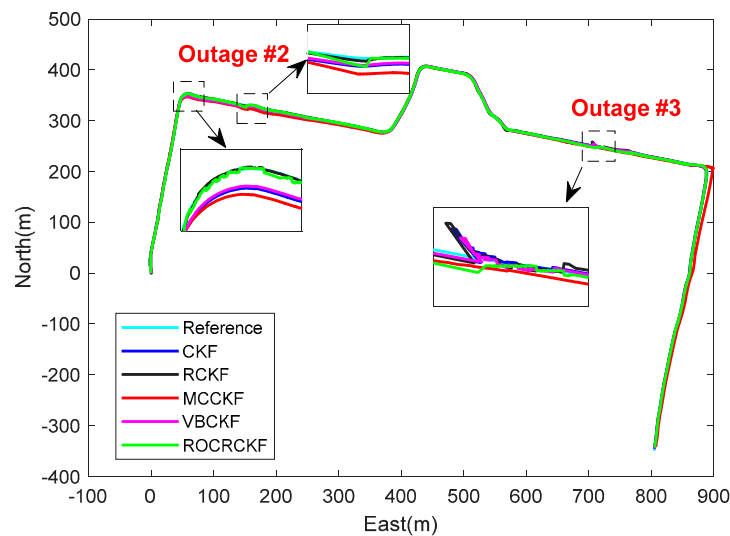 500
400
300
200
100
0
-100
-200
-300
-400
North(m)
Outage #2
Outage #3
Reference
CKF
RCKF
MCCKF
VBCKF
ROCRCKF
-100 0 100 200 300 400 500 600 700 800 900
East(m)